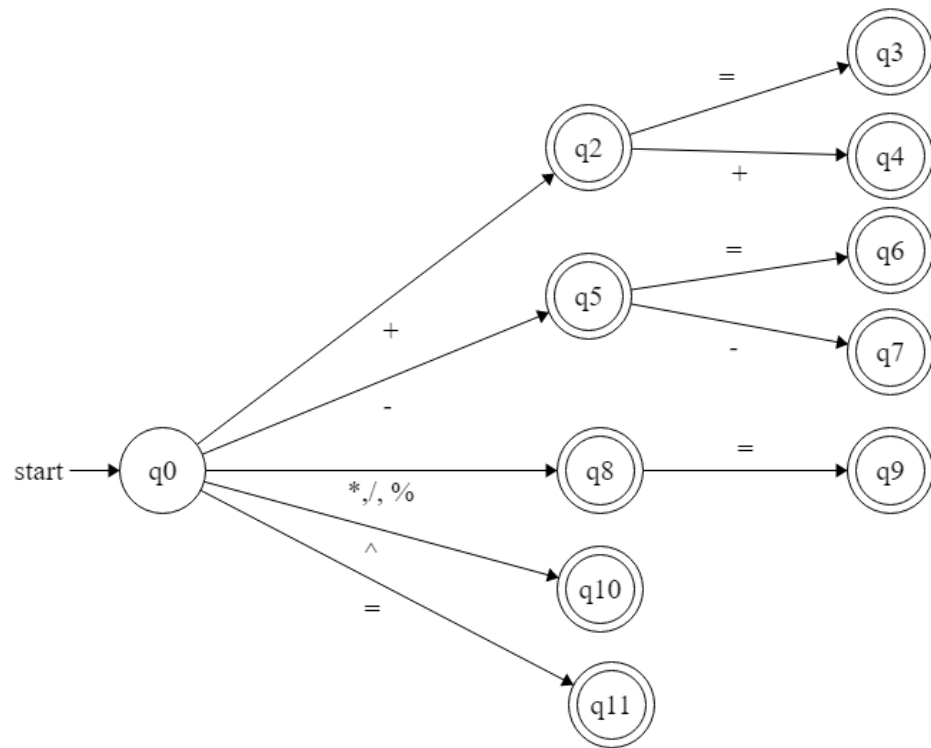 q3
=
q2
q4
+
q6
=
q5
+
q7
-
-
start
q0
q8
=
q9
*,/, %
^
q10
=
q11